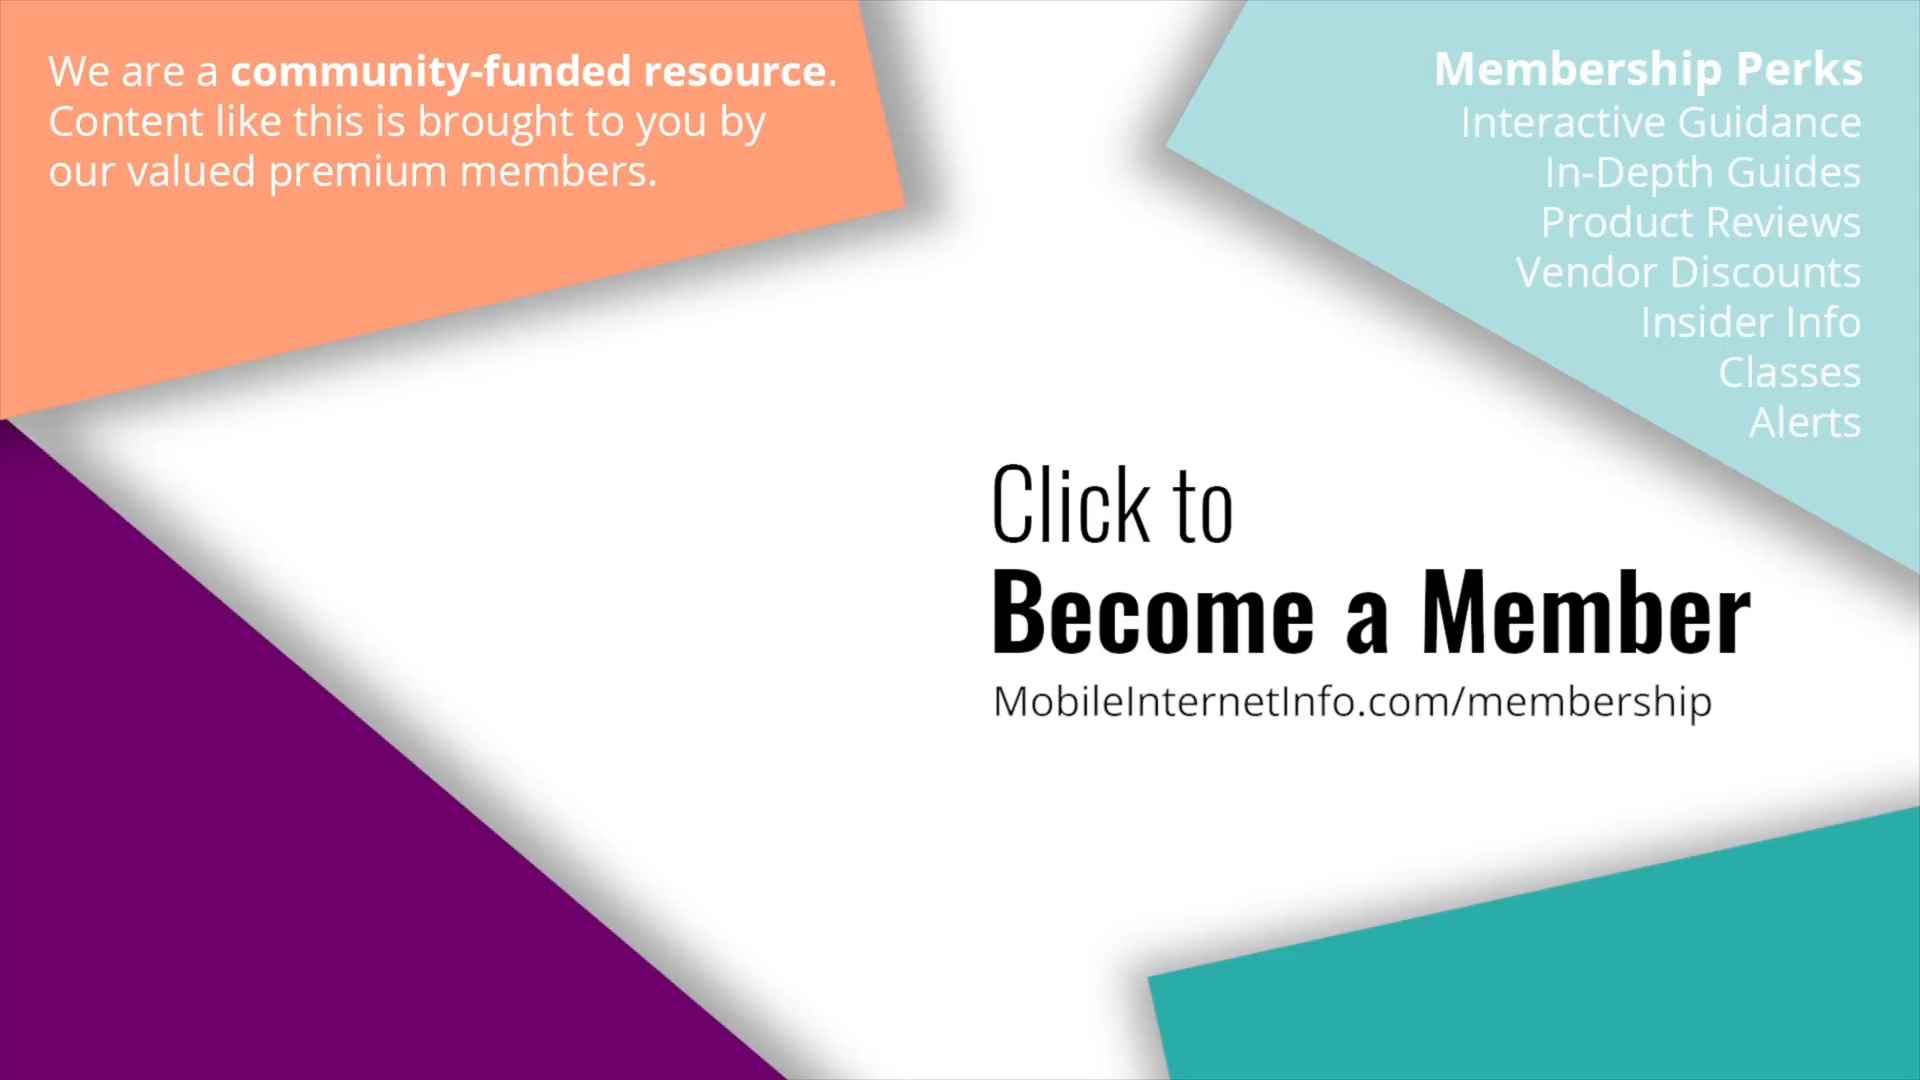 We are a community-funded resource.
Content like this is brought to you by
our valued premium members.
Membership Perks
Interactive Guidance
In-Depth Guides
Product Reviews
Vendor Discounts
Insider Info
Classes
Alerts
Click to
Become a Member
MobileInternetInfo.com/membership